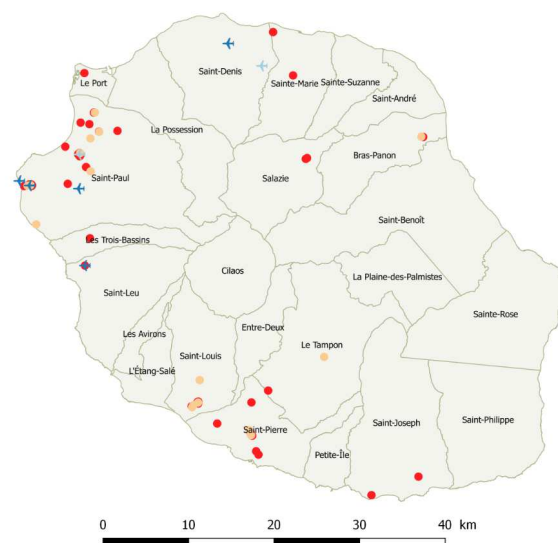 Saint-Denis
Sainte-Marie
Sainte-Suzanne
Le Port
Saint-André
La Possession
Bras-Panon
Saint-Paul
Salazie
Saint-Benoît
Les Trois-Bassins
Cilaos
La Plaine-des-Palmistes
Saint-Leu
Sainte-Rose
Les Avirons
Entre-Deux
Le Tampon
Saint-Louis
L'Étang-Salé
Saint-Pierre
Saint-Joseph
Saint-Philippe
Petite-Île
0 10 20 30 40 km